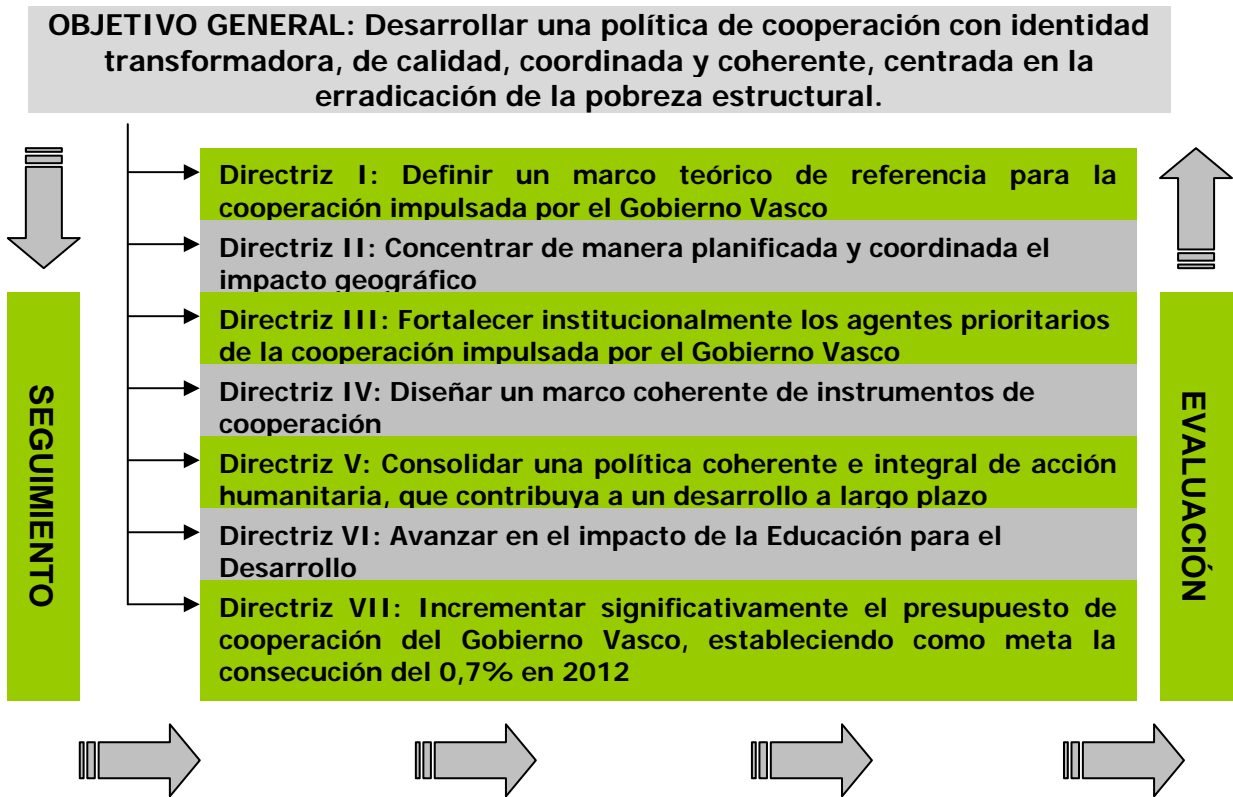 OBJETIVO GENERAL: Desarrollar una política de cooperación con identidad
transformadora, de calidad, coordinada y coherente, centrada en la
erradicación de la pobreza estructural.
Directriz I: Definir un marco teórico de referencia para la
cooperación impulsada por el Gobierno Vasco
Directriz II: Concentrar de manera planificada y coordinada el
impacto geográfico
Directriz III: Fortalecer institucionalmente los agentes prioritarios
de la cooperación impulsada por el Gobierno Vasco
Directriz IV: Diseñar un marco coherente de instrumentos de
cooperación
Directriz V: Consolidar una política coherente e integral de acción
humanitaria, que contribuya a un desarrollo a largo plazo
Directriz VI: Avanzar en el impacto de la Educación para el
Desarrollo
Directriz VII: Incrementar significativamente el presupuesto de
cooperación del Gobierno Vasco, estableciendo como meta la
consecución del 0,7% en 2012
SEGUIMIENTO
EVALUACIÓN